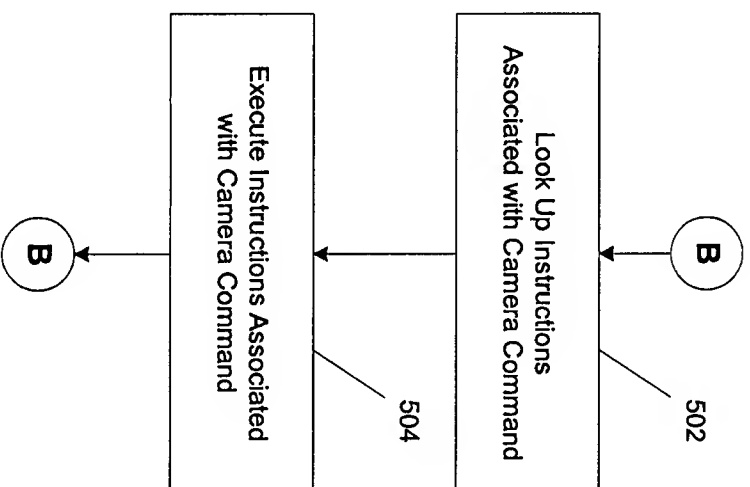 B
Look Up Instructions
Associated with Camera Command
502
Execute Instructions Associated
with Camera Command
504
B